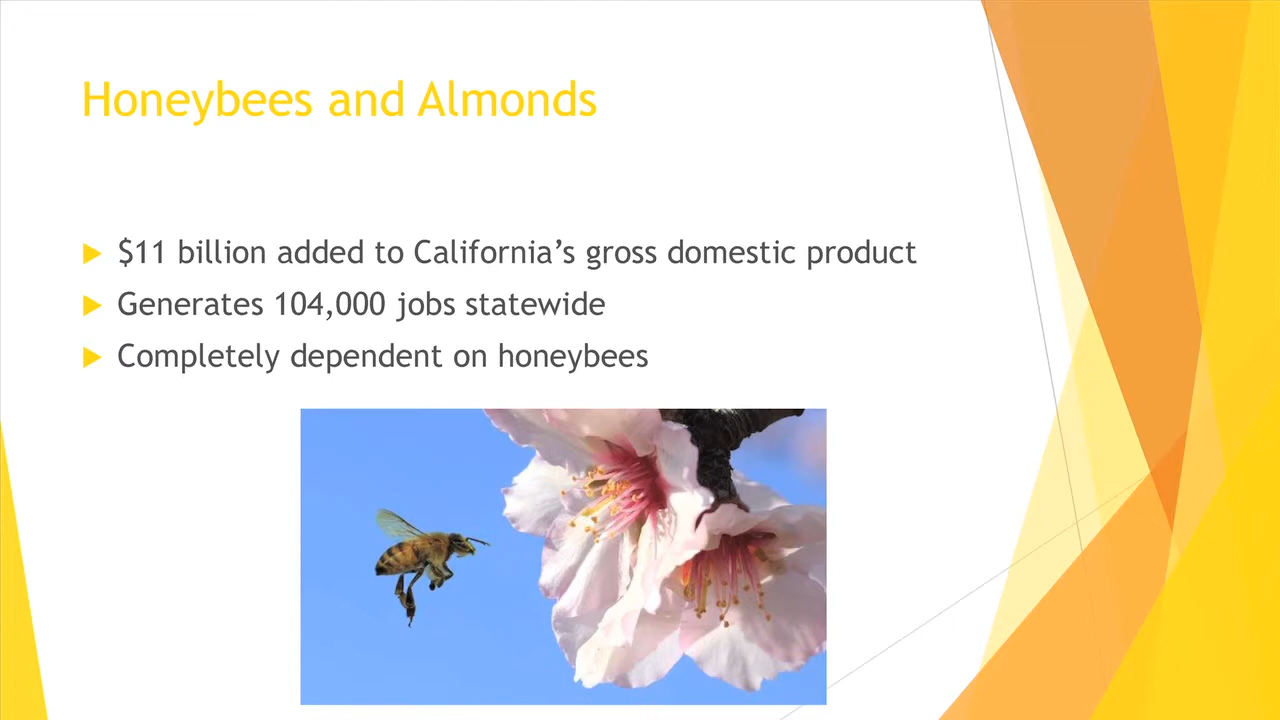 Honeybees and Almonds
$11 billion added to California’s gross domestic product
Generates 104,000 jobs statewide
Completely dependent on honeybees